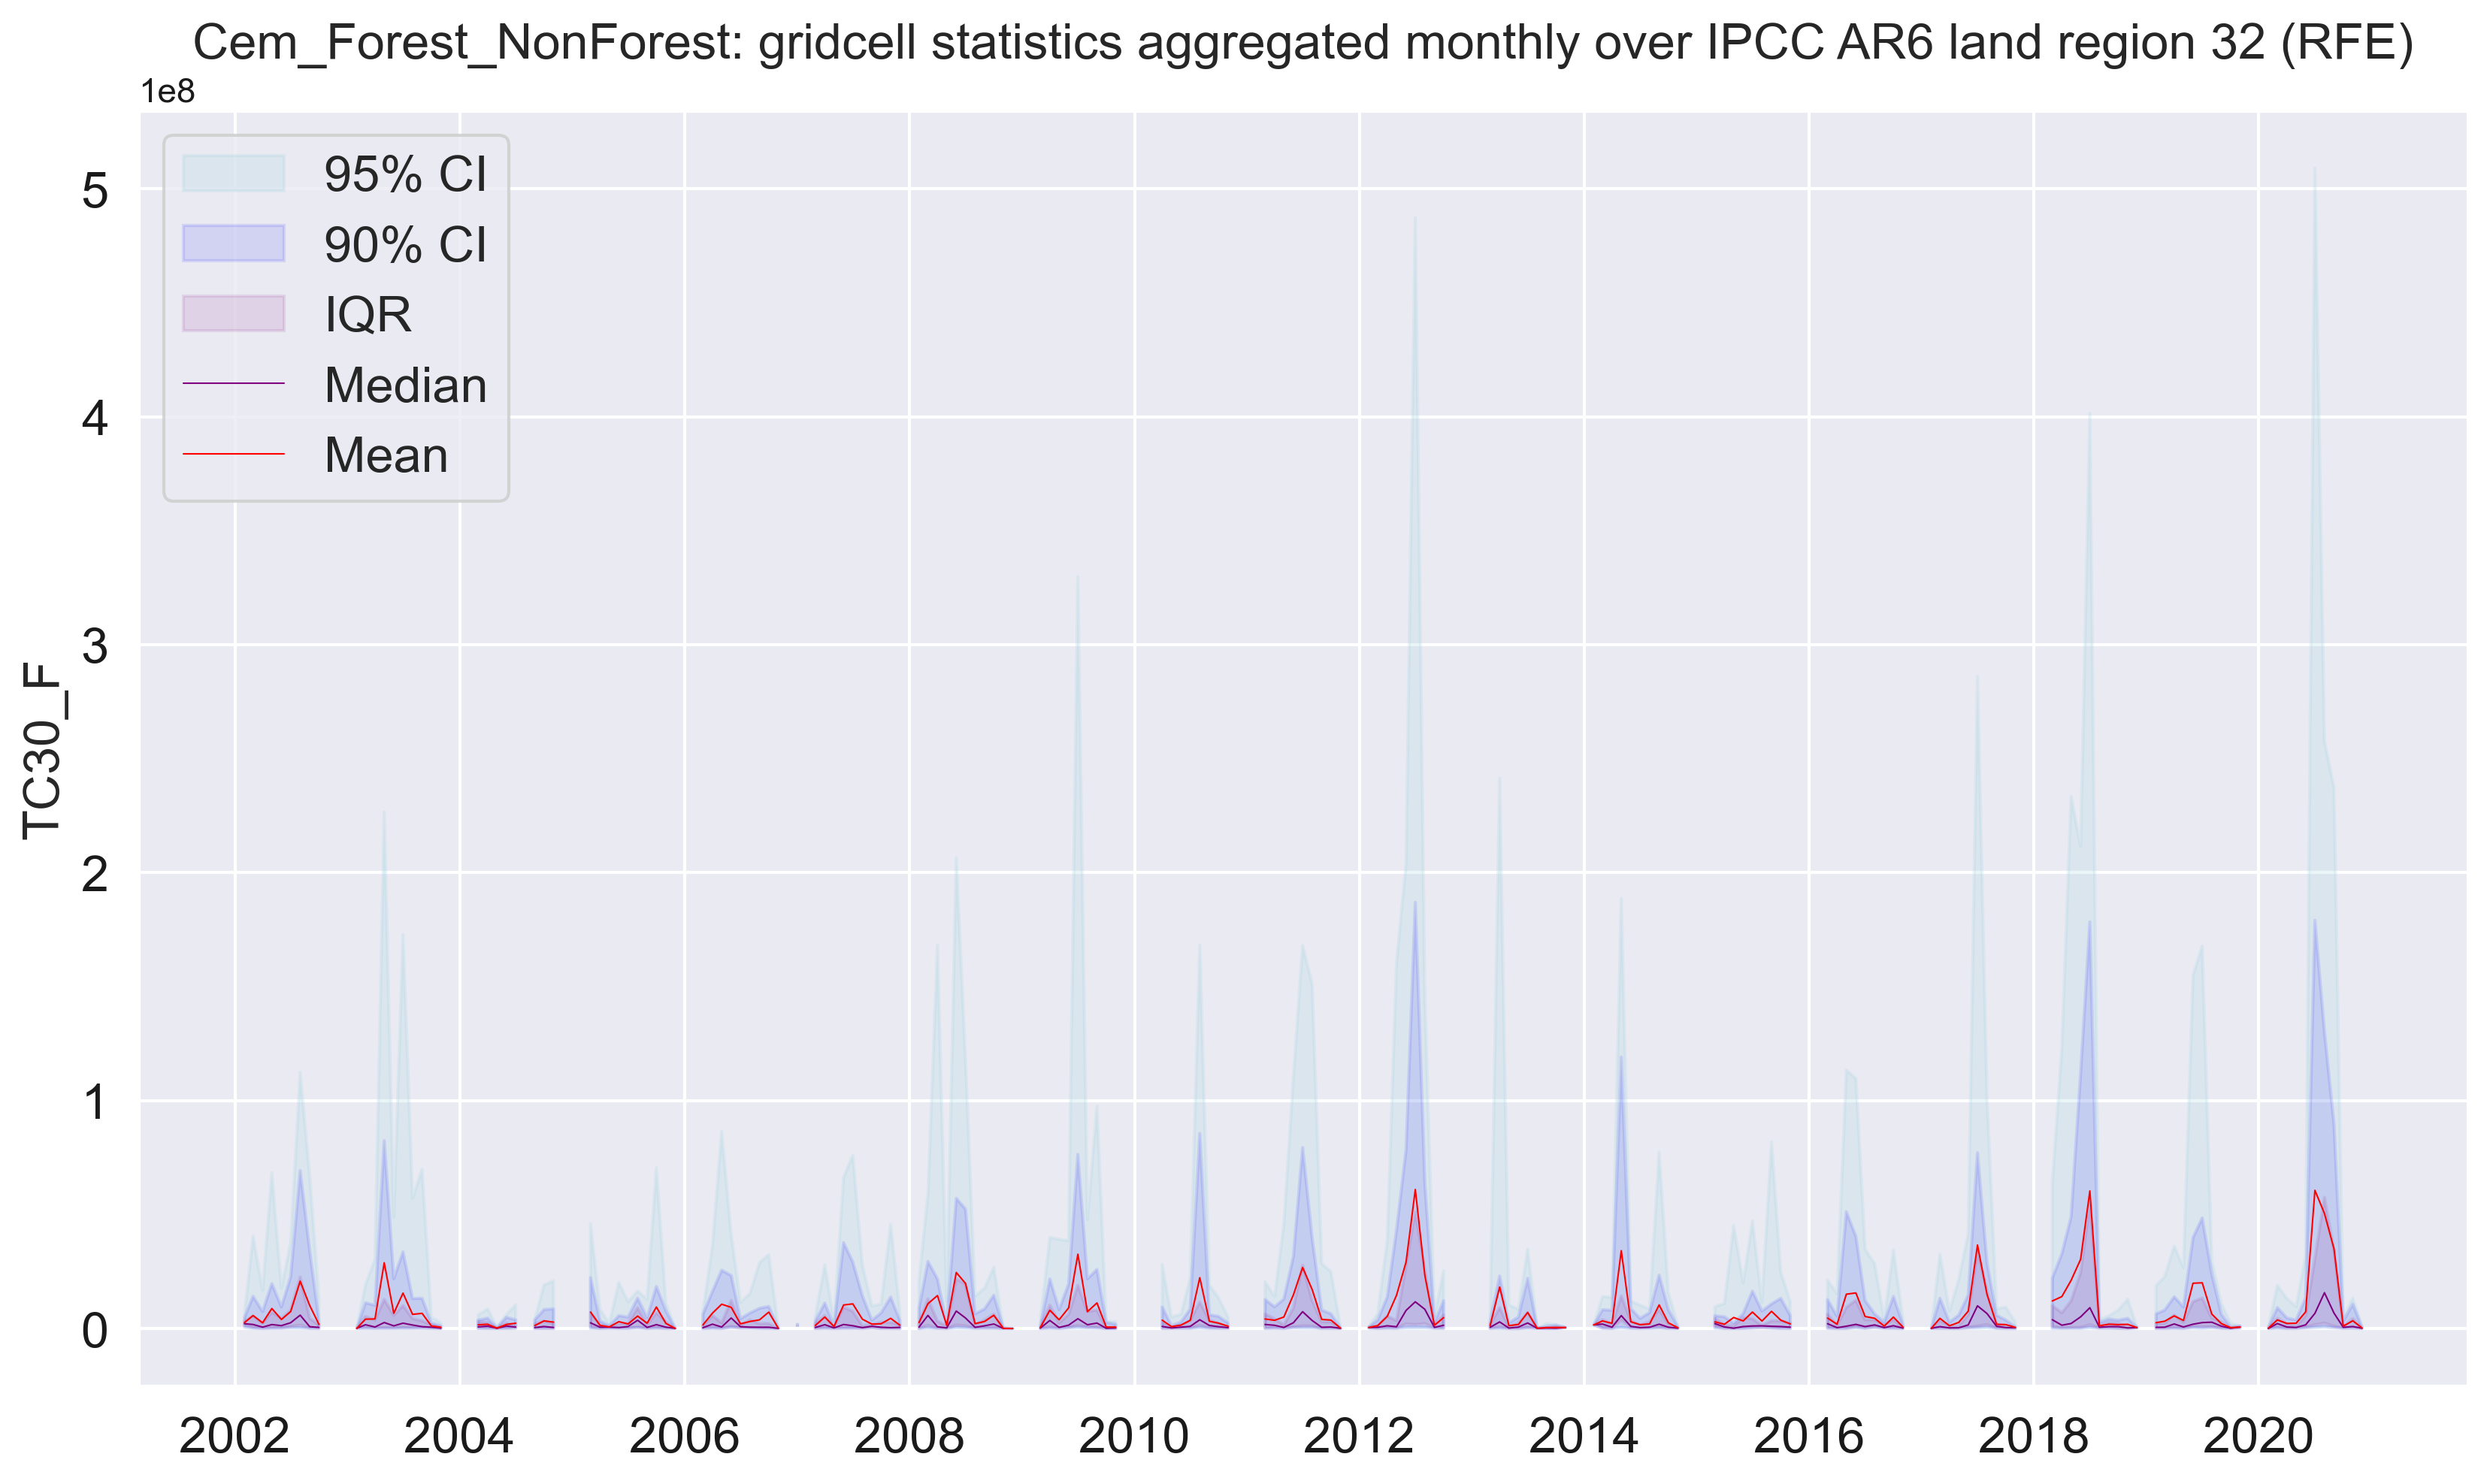 Cem_Forest_NonForest: gridcell statistics aggregated monthly over IPCC AR6 land region 32 (RFE)
1e8
95% CI
90% CI
IQR
Median
Mean
5
4
3
2
1
0
TC30_F
2002 2004 2006 2008 2010 2012 2014 2016 2018 2020